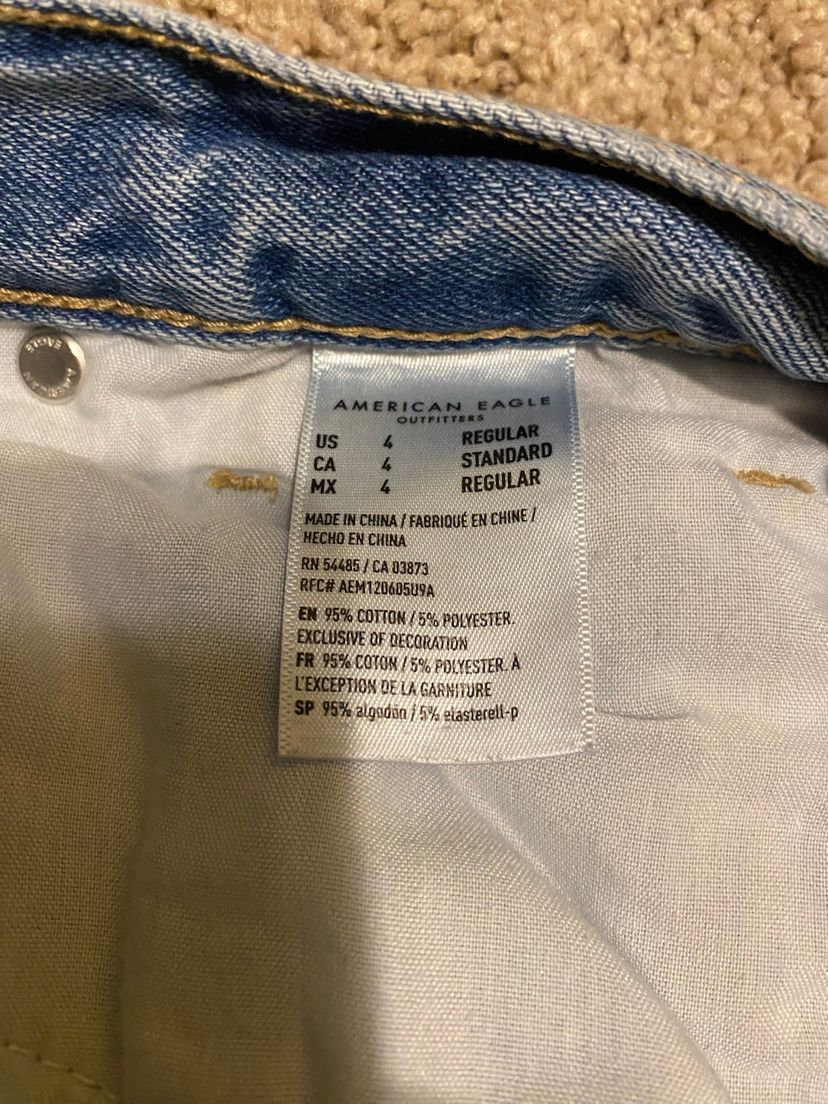 AMERICAN EAGLE
AMERICAN EAGLE
OUTFITTERS
US 4 REGULAR
CA 4 STANDARD
MX 4 REGULAR
MADE IN CHINA / FABRIQUÉ EN CHINE /
HECHO EN CHINA
RN 54485 / CA 03873
RFC# AEM120605U9A
EN 95% COTTON / 5% POLYESTER.
EXCLUSIVE OF DECORATION
FR 95% COTON / 5% POLYESTER. À
L'EXCEPTION DE LA GARNITURE
SP 95% algodón / 5% elasterell-p